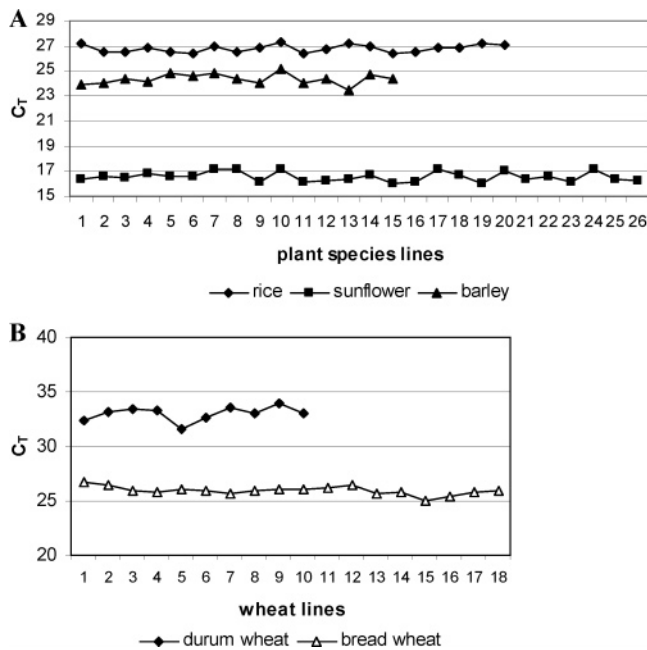 A
29
27
25
23
21
19
17
15
C_T
1 2 3 4 5 6 7 8 9 10 11 12 13 14 15 16 17 18 19 20 21 22 23 24 25 26
plant species lines
rice sunflower barley
B
40
35
30
25
20
C_T
1 2 3 4 5 6 7 8 9 10 11 12 13 14 15 16 17 18
wheat lines
durum wheat bread wheat